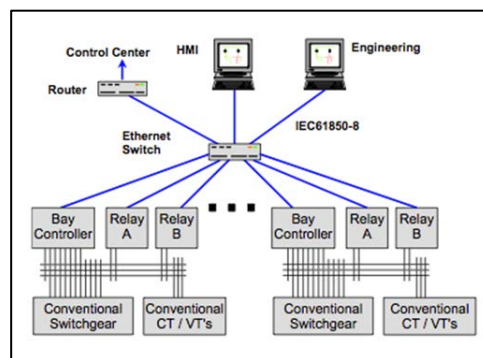 Control Center
HMI
Engineering
Router
Ethernet
Switch
IEC61850-8
Bay
Controller
Relay
A
Relay
B
Bay
Controller
Relay
A
Relay
B
Conventional
Switchgear
Conventional
CT / VT's
Conventional
Switchgear
Conventional
CT / VT's